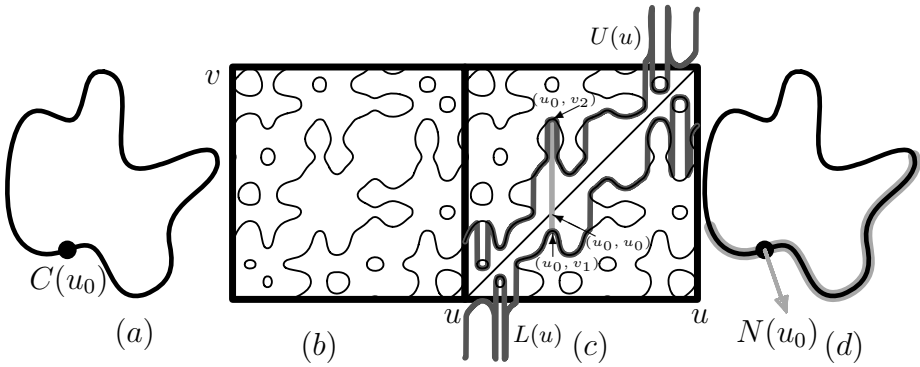 U(u)
v
(u₀, v₂)
(u₀, u₀)
(u₀, v₁)
C(u₀)
u
u
L(u)
N(u₀)
(a)
(b)
(c)
(d)